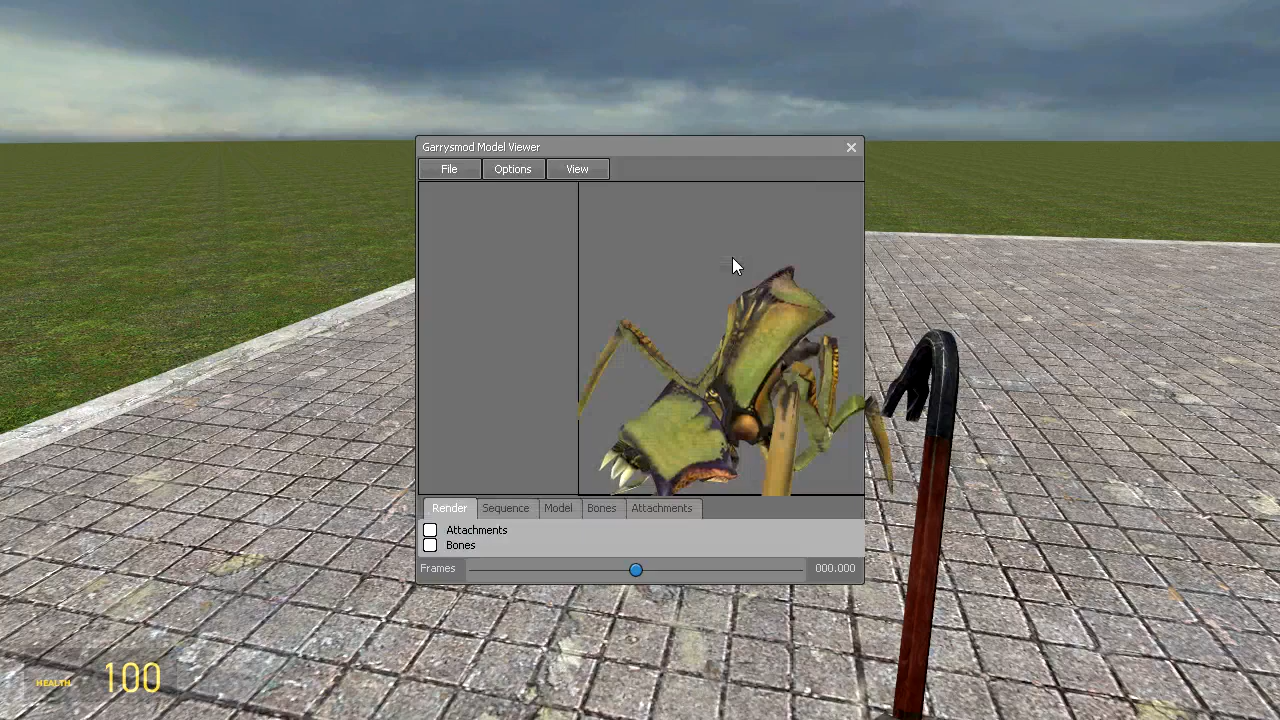 Garrysmod Model Viewer
File Options View
Render Sequence Model Bones Attachments
Attachments
Bones
Frames 000.000
HEALTH 100